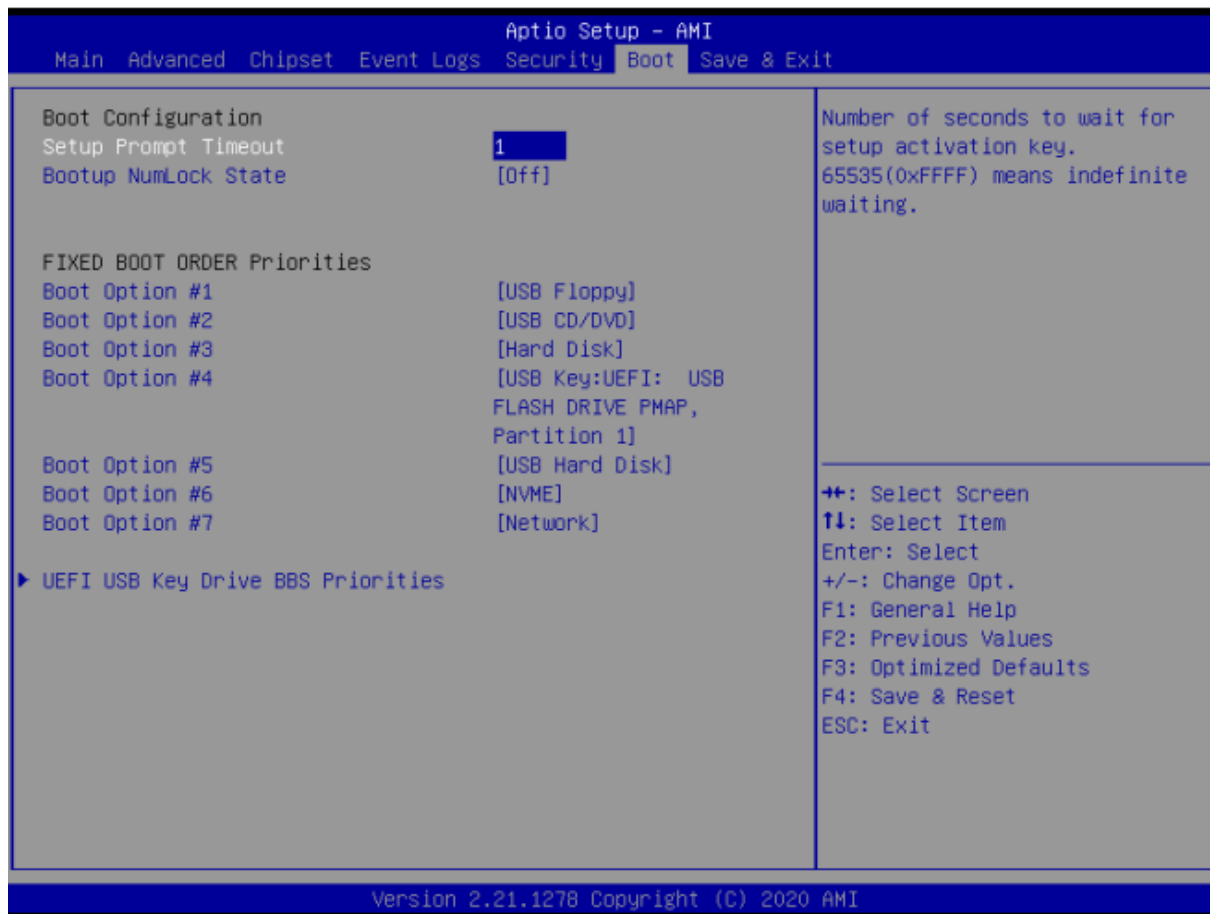 Aptio Setup – AMI
Main Advanced Chipset Event Logs Security Boot Save & Exit
Boot Configuration
Setup Prompt Timeout 1
Bootup NumLock State [Off]
FIXED BOOT ORDER Priorities
Boot Option #1 [USB Floppy]
Boot Option #2 [USB CD/DVD]
Boot Option #3 [Hard Disk]
Boot Option #4 [USB Key:UEFI: USB
FLASH DRIVE PMAP,
Partition 1]
Boot Option #5 [USB Hard Disk]
Boot Option #6 [NVME]
Boot Option #7 [Network]
UEFI USB Key Drive BBS Priorities
Number of seconds to wait for
setup activation key.
65535(0xFFFF) means indefinite
waiting.
→←: Select Screen
↑↓: Select Item
Enter: Select
+/-: Change Opt.
F1: General Help
F2: Previous Values
F3: Optimized Defaults
F4: Save & Reset
ESC: Exit
Version 2.21.1278 Copyright (C) 2020 AMI